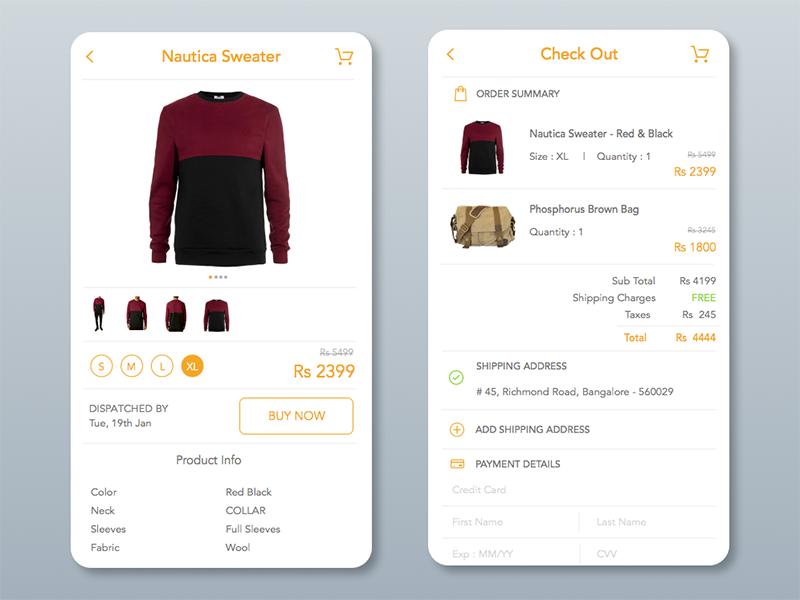 Nautica Sweater
Rs 5499
S M L XL
Rs 2399
DISPATCHED BY
Tue, 19th Jan
BUY NOW
Product Info
Color Red Black
Neck COLLAR
Sleeves Full Sleeves
Fabric Wool
Check Out
ORDER SUMMARY
Nautica Sweater - Red & Black
Size : XL | Quantity : 1
Rs 5499
Rs 2399
Phosphorus Brown Bag
Quantity : 1
Rs 3245
Rs 1800
Sub Total Rs 4199
Shipping Charges FREE
Taxes Rs 245
Total Rs 4444
SHIPPING ADDRESS
# 45, Richmond Road, Bangalore - 560029
ADD SHIPPING ADDRESS
PAYMENT DETAILS
Credit Card
First Name Last Name
Exp : MM/YY CVV